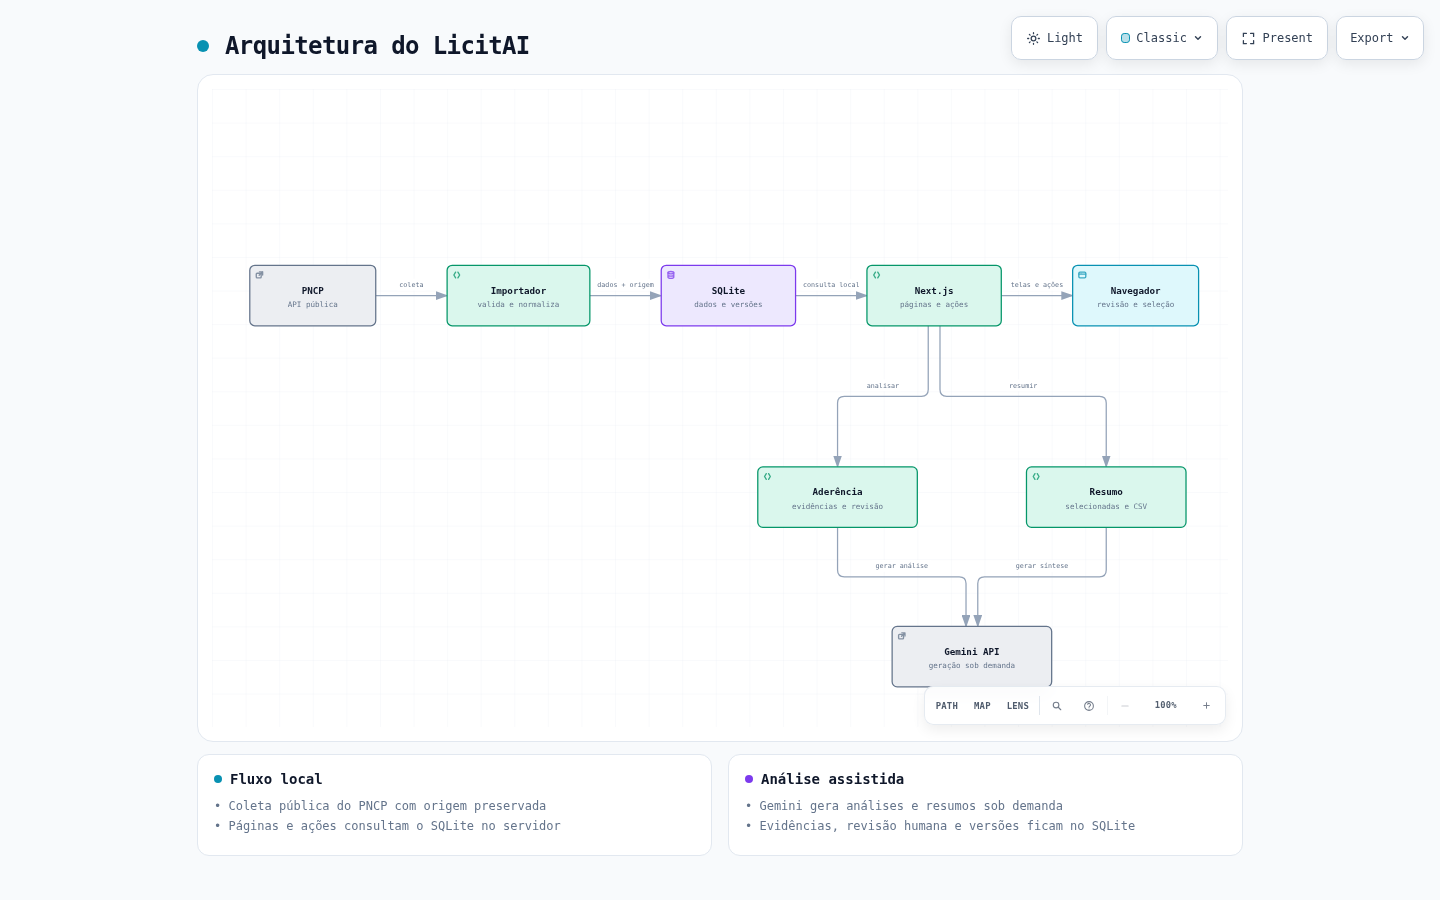 Arquitetura do LicitAI
Light
Classic
Present
Export
PNCP
API pública
coleta
Importador
valida e normaliza
dados + origem
SQLite
dados e versões
consulta local
Next.js
páginas e ações
telas e ações
Navegador
revisão e seleção
analisar
resumir
Aderência
evidências e revisão
Resumo
selecionadas e CSV
gerar análise
gerar síntese
Gemini API
geração sob demanda
PATH
MAP
LENS
100%
Fluxo local
• Coleta pública do PNCP com origem preservada
• Páginas e ações consultam o SQLite no servidor
Análise assistida
• Gemini gera análises e resumos sob demanda
• Evidências, revisão humana e versões ficam no SQLite